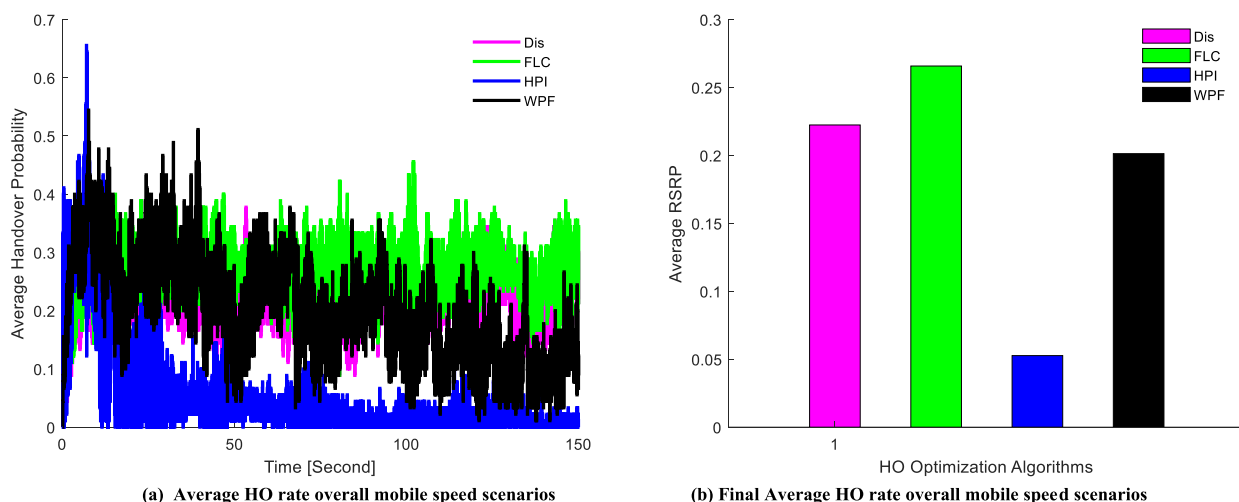 Average Handover Probability
0.7
0.6
0.5
0.4
0.3
0.2
0.1
0
0
50
100
150
Time [Second]
Dis
FLC
HPI
WPF
(a) Average HO rate overall mobile speed scenarios
Average RSRP
0.3
0.25
0.2
0.15
0.1
0.05
0
1
HO Optimization Algorithms
Dis
FLC
HPI
WPF
(b) Final Average HO rate overall mobile speed scenarios